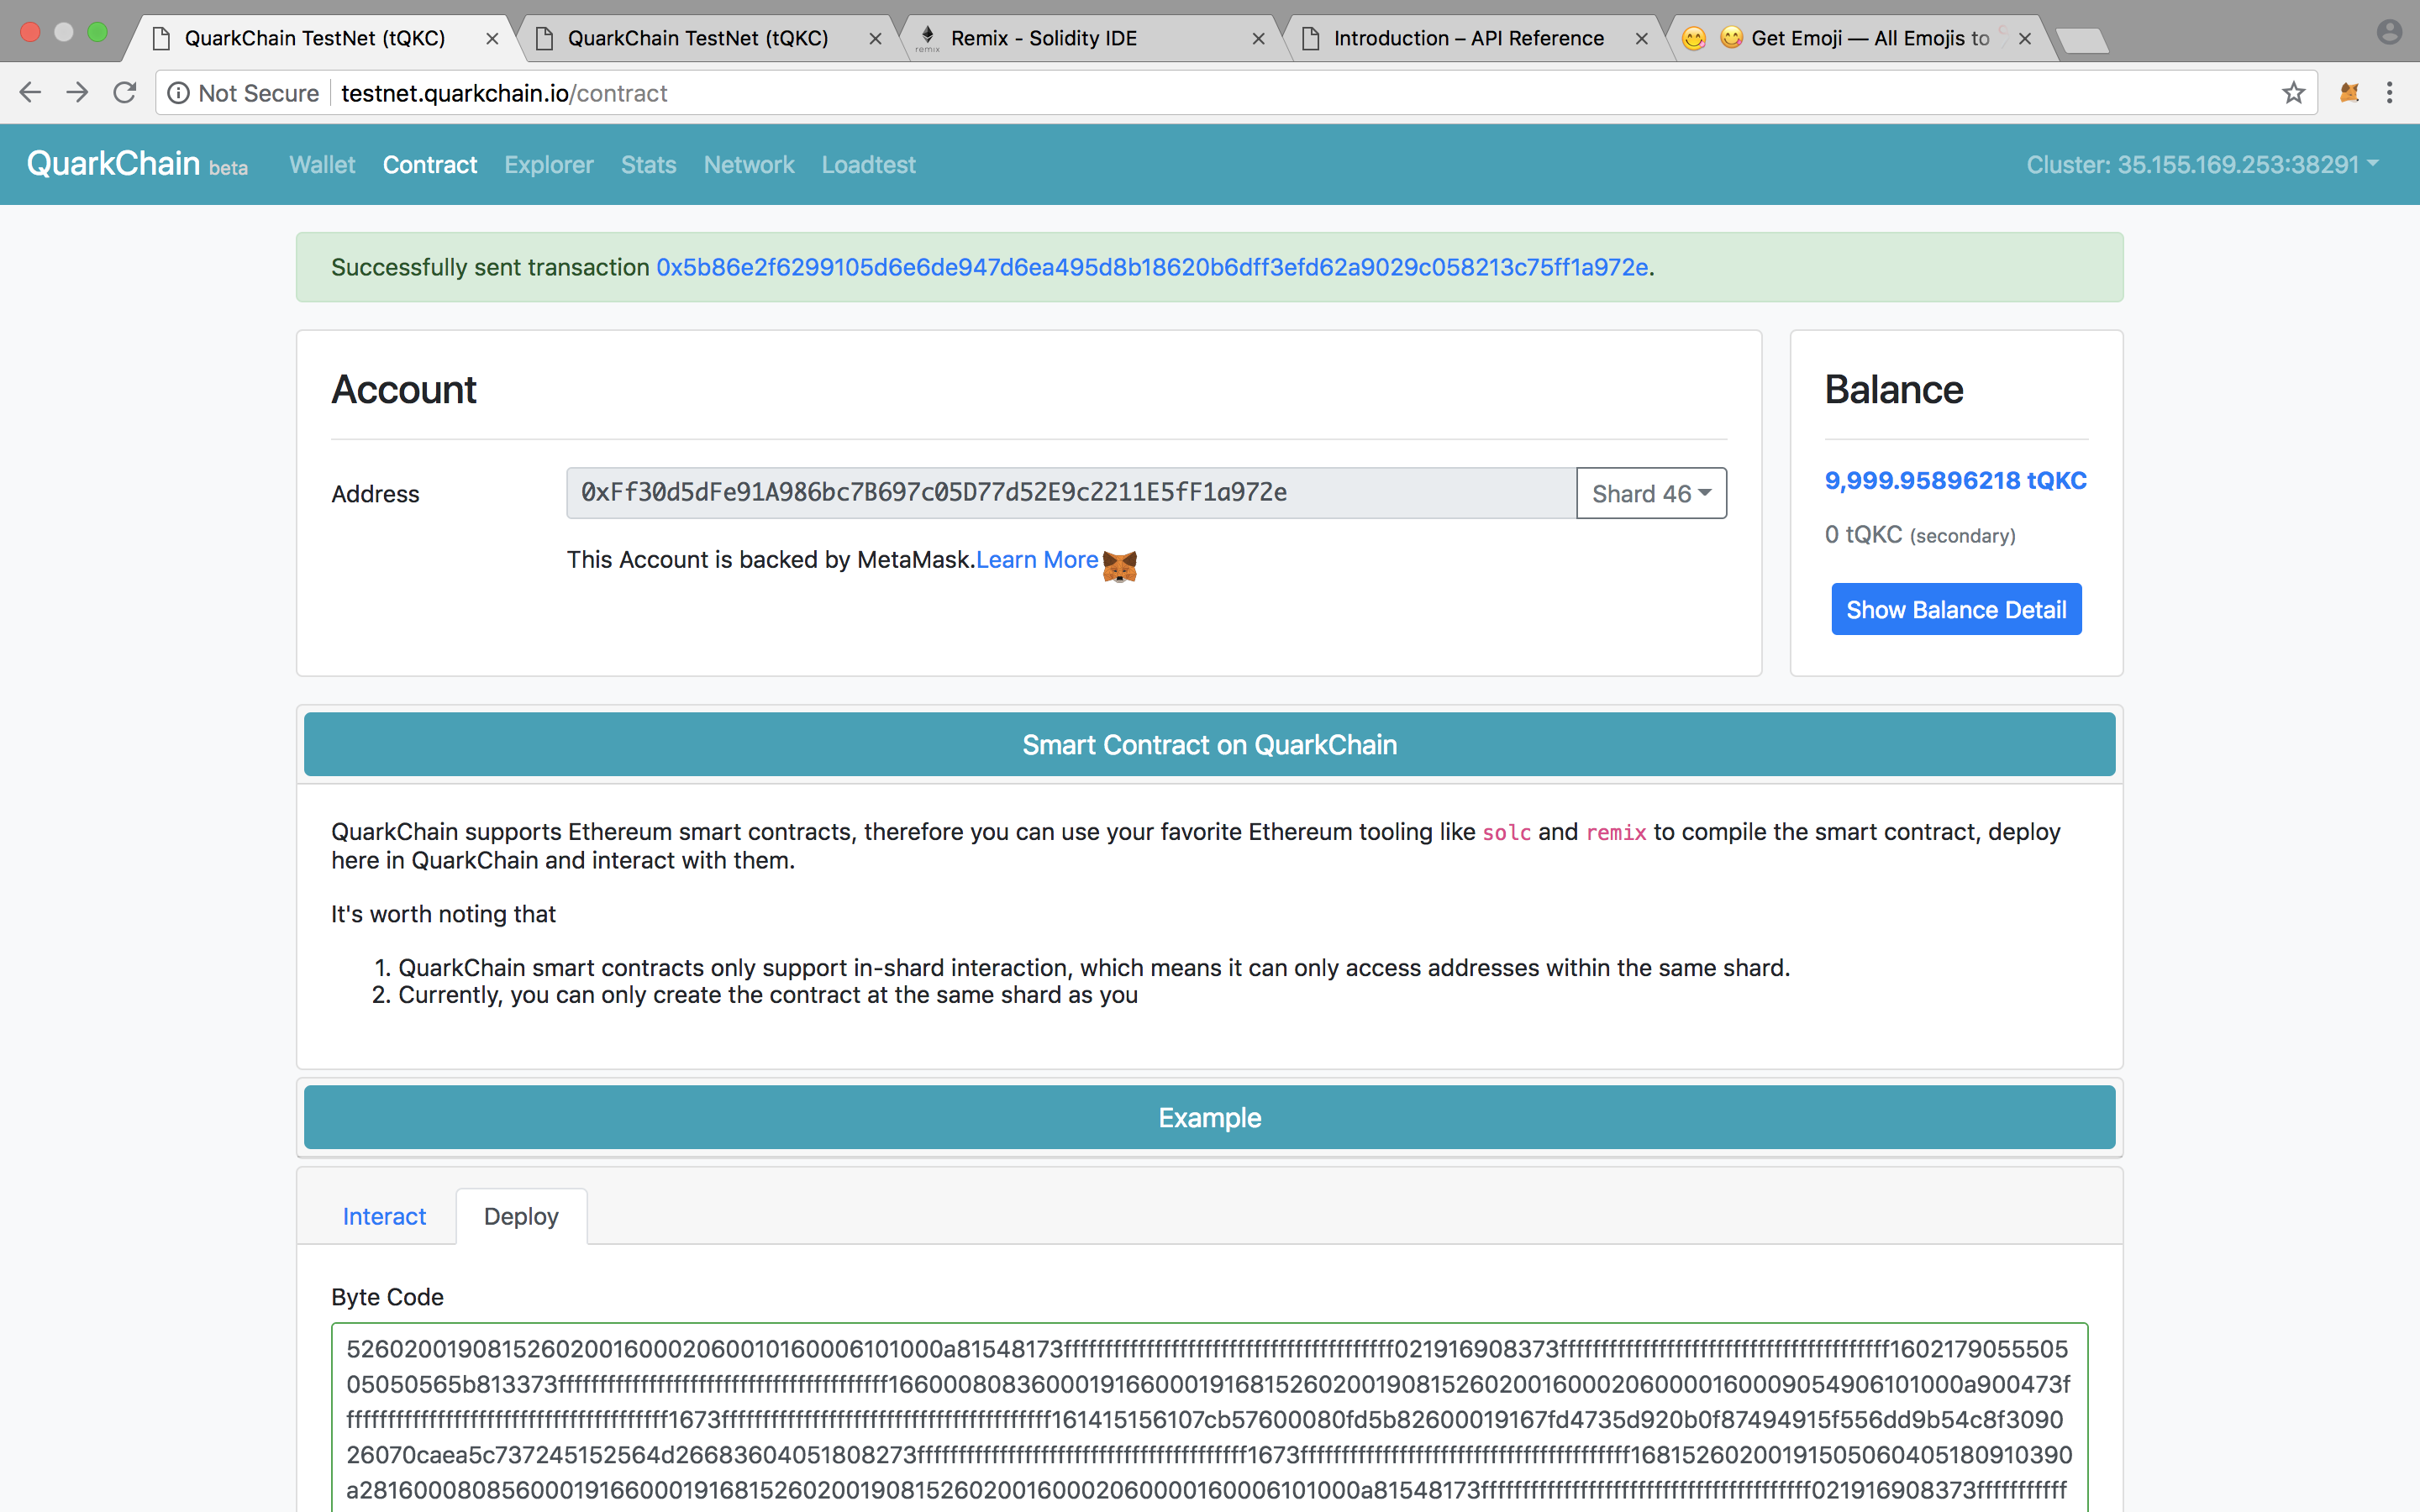 QuarkChain TestNet (tQKC)
QuarkChain TestNet (tQKC)
remix
Remix - Solidity IDE
Introduction – API Reference
😋 Get Emoji — All Emojis to
Not Secure
testnet.quarkchain.io/contract
QuarkChain beta
Wallet
Contract
Explorer
Stats
Network
Loadtest
Cluster: 35.155.169.253:38291
Successfully sent transaction 0x5b86e2f6299105d6e6de947d6ea495d8b18620b6dff3efd62a9029c058213c75ff1a972e.
Account
Address
0xFf30d5dFe91A986bc7B697c05D77d52E9c2211E5fF1a972e
Shard 46
This Account is backed by MetaMask.Learn More
Balance
9,999.95896218 tQKC
0 tQKC (secondary)
Show Balance Detail
Smart Contract on QuarkChain
QuarkChain supports Ethereum smart contracts, therefore you can use your favorite Ethereum tooling like solc and remix to compile the smart contract, deploy
here in QuarkChain and interact with them.
It's worth noting that
1. QuarkChain smart contracts only support in-shard interaction, which means it can only access addresses within the same shard.
2. Currently, you can only create the contract at the same shard as you
Example
Interact
Deploy
Byte Code